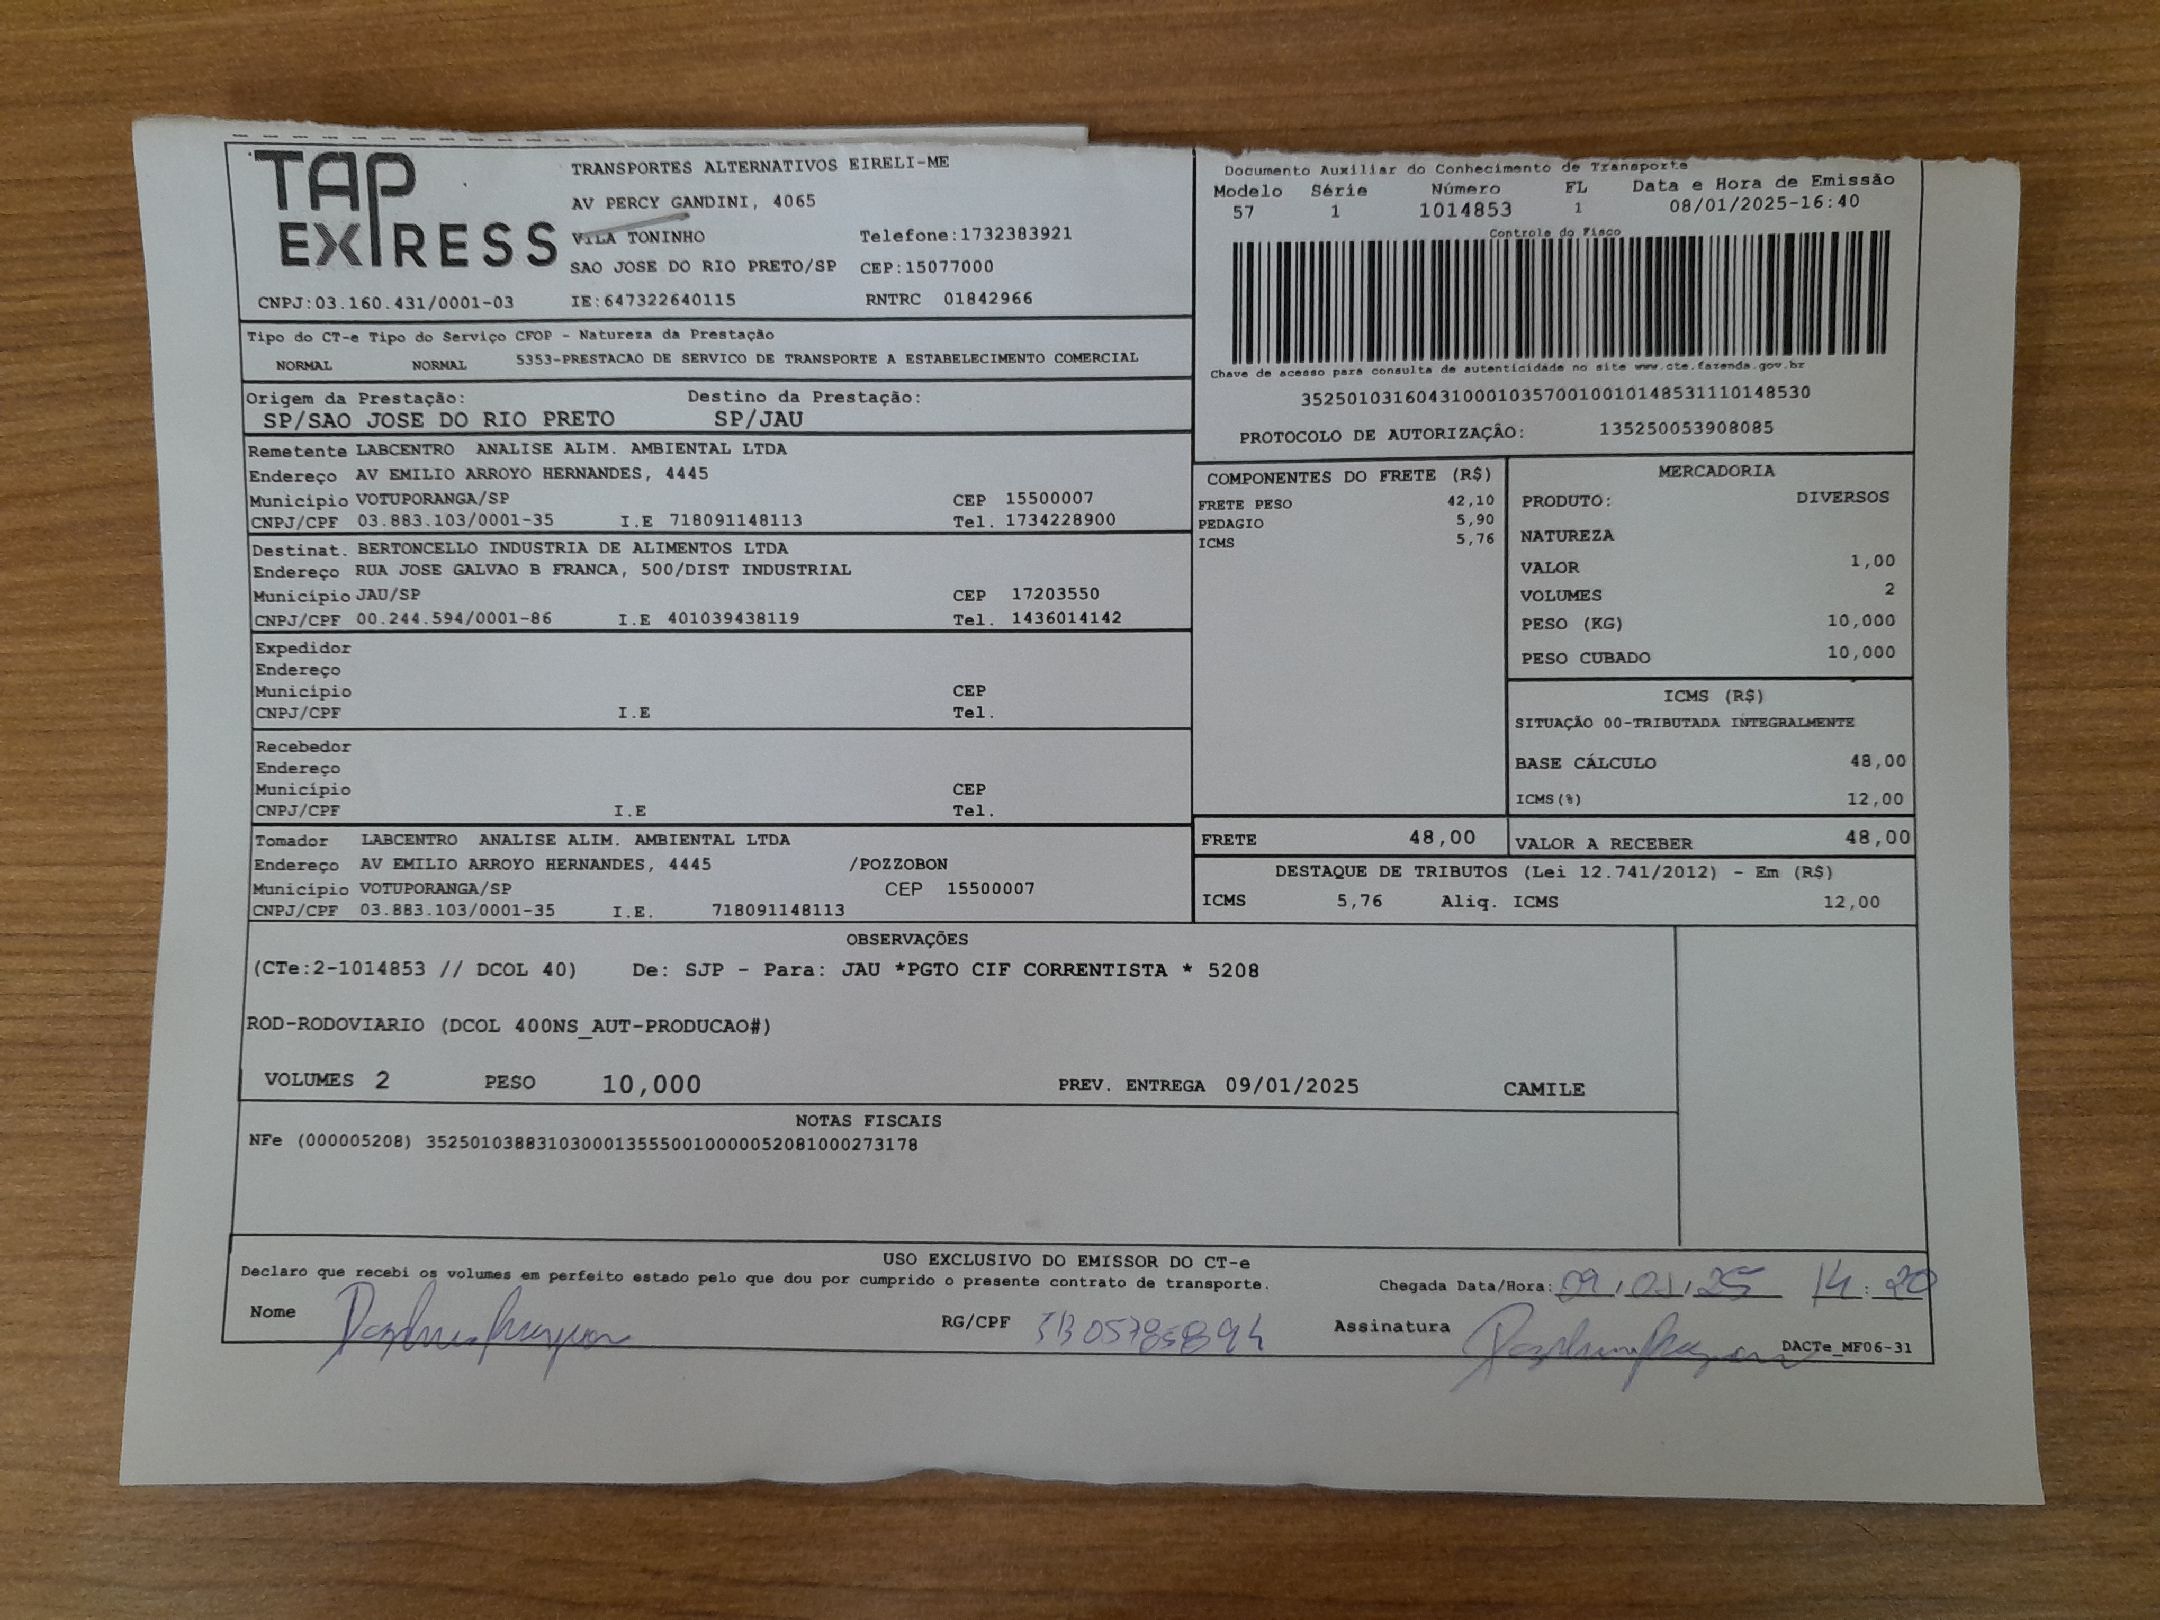 TAP EXPRESS
TRANSPORTES ALTERNATIVOS EIRELI-ME
AV PERCY GANDINI, 4065
VILA TONINHO Telefone:1732383921
SAO JOSE DO RIO PRETO/SP CEP:15077000
CNPJ:03.160.431/0001-03 IE:647322640115 RNTRC 01842966
Documento Auxiliar do Conhecimento de Transporte
Modelo Série Número FL Data e Hora de Emissão
57 1 1014853 1 08/01/2025-16:40
Controle do Fisco
Chave de acesso para consulta de autenticidade no site www.cte.fazenda.gov.br
35250103160431000103570010010148531110148530
PROTOCOLO DE AUTORIZAÇÂO: 135250053908085
Tipo do CT-e Tipo do Serviço CFOP - Natureza da Prestação
NORMAL NORMAL 5353-PRESTACAO DE SERVICO DE TRANSPORTE A ESTABELECIMENTO COMERCIAL
Origem da Prestação: Destino da Prestação:
SP/SAO JOSE DO RIO PRETO SP/JAU
Remetente LABCENTRO ANALISE ALIM. AMBIENTAL LTDA
Endereço AV EMILIO ARROYO HERNANDES, 4445
Município VOTUPORANGA/SP CEP 15500007
CNPJ/CPF 03.883.103/0001-35 I.E 718091148113 Tel. 1734228900
Destinat. BERTONCELLO INDUSTRIA DE ALIMENTOS LTDA
Endereço RUA JOSE GALVAO B FRANCA, 500/DIST INDUSTRIAL
Município JAU/SP CEP 17203550
CNPJ/CPF 00.244.594/0001-86 I.E 401039438119 Tel. 1436014142
Expedidor
Endereço
Município CEP
CNPJ/CPF I.E Tel.
Recebedor
Endereço
Município CEP
CNPJ/CPF I.E Tel.
Tomador LABCENTRO ANALISE ALIM. AMBIENTAL LTDA
Endereço AV EMILIO ARROYO HERNANDES, 4445 /POZZOBON
Município VOTUPORANGA/SP CEP 15500007
CNPJ/CPF 03.883.103/0001-35 I.E. 718091148113
COMPONENTES DO FRETE (R$)
FRETE PESO 42,10
PEDAGIO 5,90
ICMS 5,76
MERCADORIA
PRODUTO: DIVERSOS
NATUREZA
VALOR 1,00
VOLUMES 2
PESO (KG) 10,000
PESO CUBADO 10,000
ICMS (R$)
SITUAÇÃO 00-TRIBUTADA INTEGRALMENTE
BASE CÁLCULO 48,00
ICMS(%) 12,00
FRETE 48,00 VALOR A RECEBER 48,00
DESTAQUE DE TRIBUTOS (Lei 12.741/2012) - Em (R$)
ICMS 5,76 Aliq. ICMS 12,00
OBSERVAÇÕES
(CTe:2-1014853 // DCOL 40) De: SJP - Para: JAU *PGTO CIF CORRENTISTA * 5208
ROD-RODOVIARIO (DCOL 400NS_AUT-PRODUCAO#)
VOLUMES 2 PESO 10,000 PREV. ENTREGA 09/01/2025 CAMILE
NOTAS FISCAIS
NFe (000005208) 35250103883103000135550010000052081000273178
USO EXCLUSIVO DO EMISSOR DO CT-e
Declaro que recebi os volumes em perfeito estado pelo que dou por cumprido o presente contrato de transporte. Chegada Data/Hora: 09/01/25 14:20
Nome RG/CPF Assinatura
DACTe_MF06-31